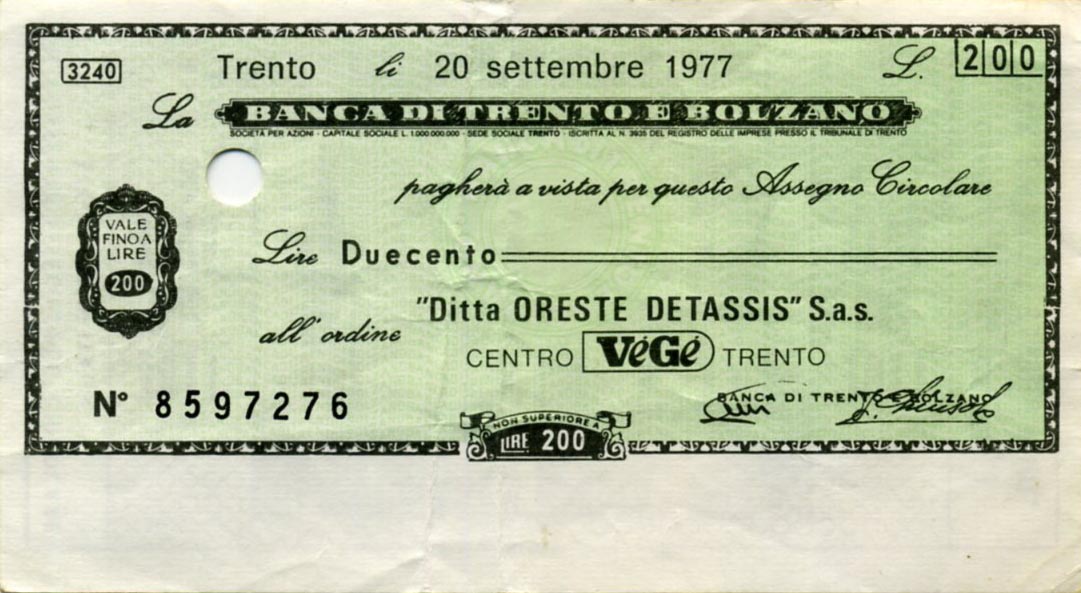 3240 Trento li 20 settembre 1977 L. 200
La BANCA DI TRENTO E BOLZANO
SOCIETÀ PER AZIONI - CAPITALE SOCIALE L. 1.000.000.000 - SEDE SOCIALE TRENTO - ISCRITTA AL N. 3935 DEL REGISTRO DELLE IMPRESE PRESSO IL TRIBUNALE DI TRENTO
pagherà a vista per questo Assegno Circolare
VALE
FINO A
LIRE
200
Lire Duecento
all'ordine "Ditta ORESTE DETASSIS" S.a.s.
CENTRO VéGé TRENTO
N° 8597276
BANCA DI TRENTO E BOLZANO
NON SUPERIORE A
LIRE 200